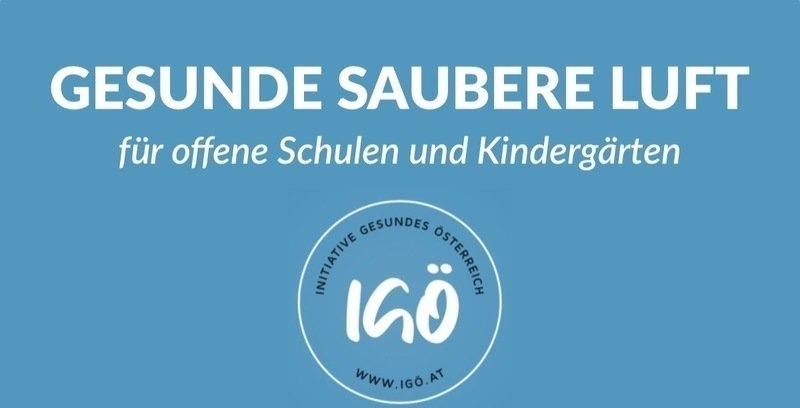 GESUNDE SAUBERE LUFT
für offene Schulen und Kindergärten
INITIATIVE GESUNDES ÖSTERREICH
IGÖ
WWW.IGÖ.AT